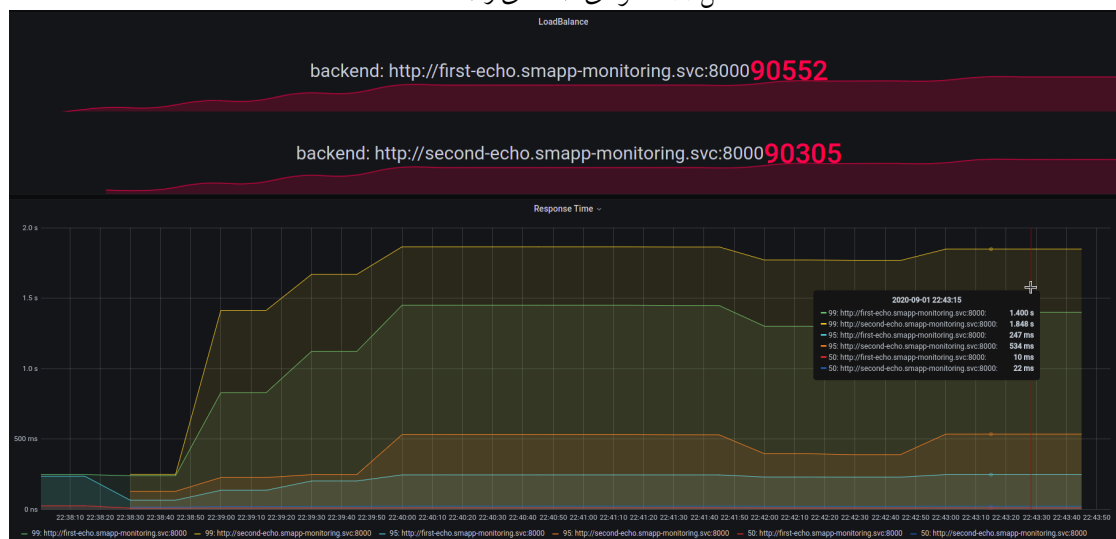 LoadBalance
backend: http://first-echo.smapp-monitoring.svc:8000 90552
backend: http://second-echo.smapp-monitoring.svc:8000 90305
Response Time
2.0 s
1.5 s
1.0 s
500 ms
0 ns
2020-09-01 22:43:15
99: http://first-echo.smapp-monitoring.svc:8000: 1.400 s
99: http://second-echo.smapp-monitoring.svc:8000: 1.848 s
95: http://first-echo.smapp-monitoring.svc:8000: 247 ms
95: http://second-echo.smapp-monitoring.svc:8000: 534 ms
50: http://first-echo.smapp-monitoring.svc:8000: 10 ms
50: http://second-echo.smapp-monitoring.svc:8000: 22 ms
22:38:10 22:38:20 22:38:30 22:38:40 22:38:50 22:39:00 22:39:10 22:39:20 22:39:30 22:39:40 22:39:50 22:40:00 22:40:10 22:40:20 22:40:30 22:40:40 22:40:50 22:41:00 22:41:10 22:41:20 22:41:30 22:41:40 22:41:50 22:42:00 22:42:10 22:42:20 22:42:30 22:42:40 22:42:50 22:43:00 22:43:10 22:43:20 22:43:30 22:43:40 22:43:50
99: http://first-echo.smapp-monitoring.svc:8000 99: http://second-echo.smapp-monitoring.svc:8000 95: http://first-echo.smapp-monitoring.svc:8000 95: http://second-echo.smapp-monitoring.svc:8000 50: http://first-echo.smapp-monitoring.svc:8000 50: http://second-echo.smapp-monitoring.svc:8000